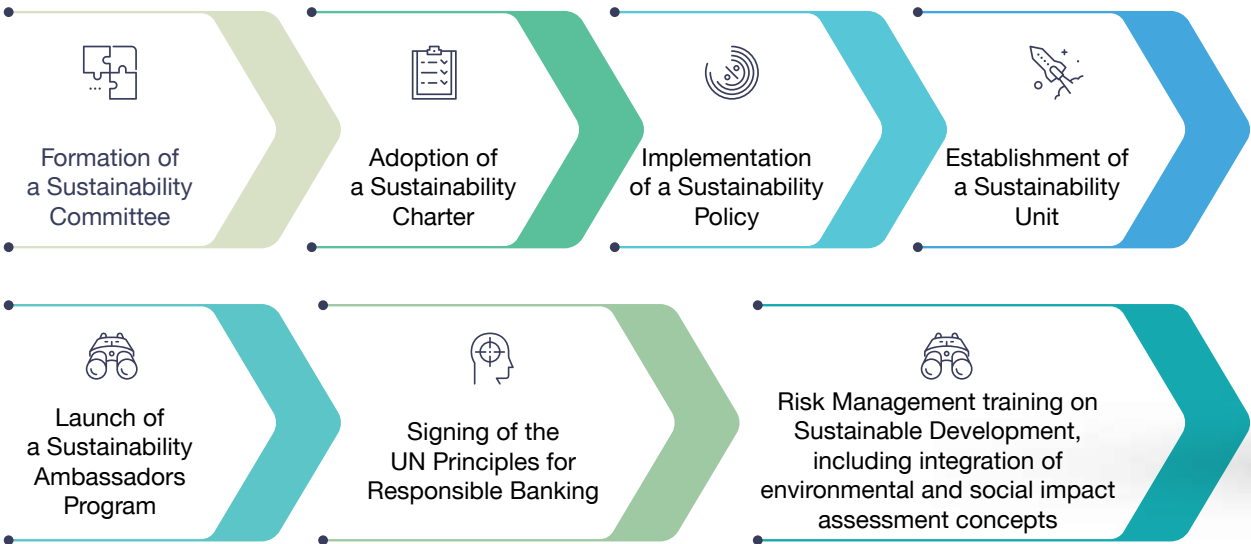 Formation of
a Sustainability
Committee
Adoption of
a Sustainability
Charter
Implementation
of a Sustainability
Policy
Establishment of
a Sustainability
Unit
Launch of
a Sustainability
Ambassadors
Program
Signing of the
UN Principles for
Responsible Banking
Risk Management training on
Sustainable Development,
including integration of
environmental and social impact
assessment concepts